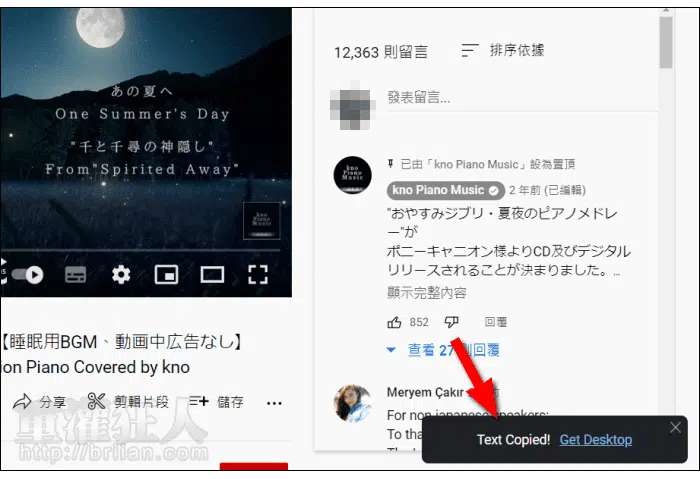 あの夏へ
One Summer's Day
"千と千尋の神隠し"
From"Spirited Away"
kno
Piano
Music
【睡眠用BGM、動画中広告なし】
ion Piano Covered by kno
分享
剪輯片段
儲存
12,363 則留言
排序依據
發表留言...
kno
Piano
Music
已由「kno Piano Music」設為置頂
kno Piano Music
2 年前 (已編輯)
"おやすみジブリ・夏夜のピアノメドレ
ー"が
ポニーキャニオン様よりCD及びデジタル
リリースされることが決まりました。...
顯示完整內容
852
回覆
查看 27
則回覆
Meryem Çakır
For non japanese speakers:
To tha
Text Copied! Get Desktop
重灌狂人
http://briian.com